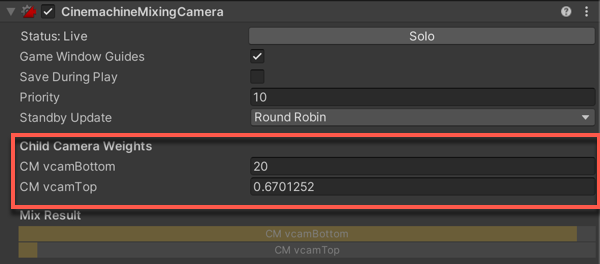 CinemachineMixingCamera
Status: Live Solo
Game Window Guides
Save During Play
Priority 10
Standby Update Round Robin
Child Camera Weights
CM vcamBottom 20
CM vcamTop 0.6701252
Mix Result
CM vcamBottom
CM vcamTop